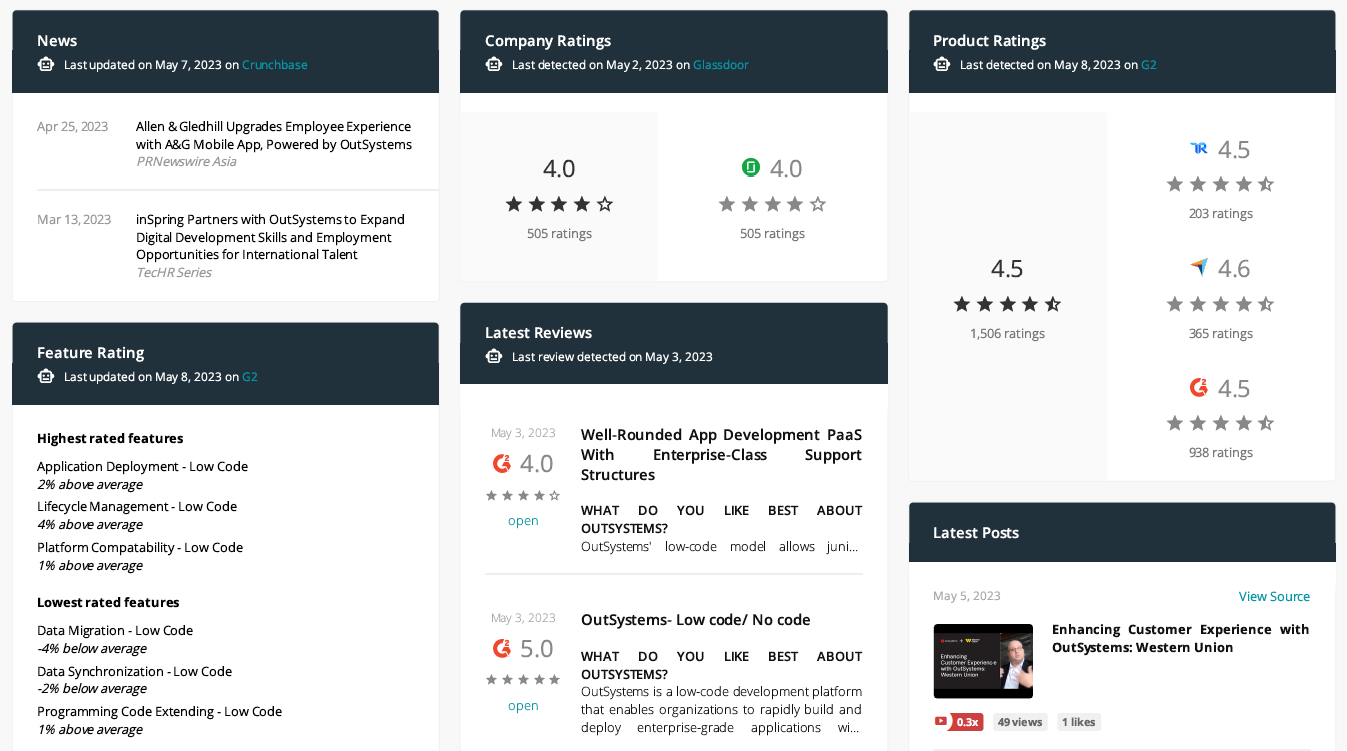 News
Last updated on May 7, 2023 on Crunchbase
Apr 25, 2023
Allen & Gledhill Upgrades Employee Experience
with A&G Mobile App, Powered by OutSystems
PRNewswire Asia
Mar 13, 2023
inSpring Partners with OutSystems to Expand
Digital Development Skills and Employment
Opportunities for International Talent
TecHR Series
Feature Rating
Last updated on May 8, 2023 on G2
Highest rated features
Application Deployment - Low Code
2% above average
Lifecycle Management - Low Code
4% above average
Platform Compatability - Low Code
1% above average
Lowest rated features
Data Migration - Low Code
-4% below average
Data Synchronization - Low Code
-2% below average
Programming Code Extending - Low Code
1% above average
Company Ratings
Last detected on May 2, 2023 on Glassdoor
4.0
505 ratings
4.0
505 ratings
Latest Reviews
Last review detected on May 3, 2023
May 3, 2023
4.0
open
Well-Rounded App Development PaaS
With Enterprise-Class Support
Structures
WHAT DO YOU LIKE BEST ABOUT
OUTSYSTEMS?
OutSystems' low-code model allows juni...
May 3, 2023
5.0
open
OutSystems- Low code/ No code
WHAT DO YOU LIKE BEST ABOUT
OUTSYSTEMS?
OutSystems is a low-code development platform
that enables organizations to rapidly build and
deploy enterprise-grade applications wi...
Product Ratings
Last detected on May 8, 2023 on G2
4.5
1,506 ratings
TR 4.5
203 ratings
4.6
365 ratings
4.5
938 ratings
Latest Posts
May 5, 2023
View Source
Enhancing
Customer Experience
with OutSystems:
Western Union
Enhancing Customer Experience with
OutSystems: Western Union
0.3x
49 views
1 likes